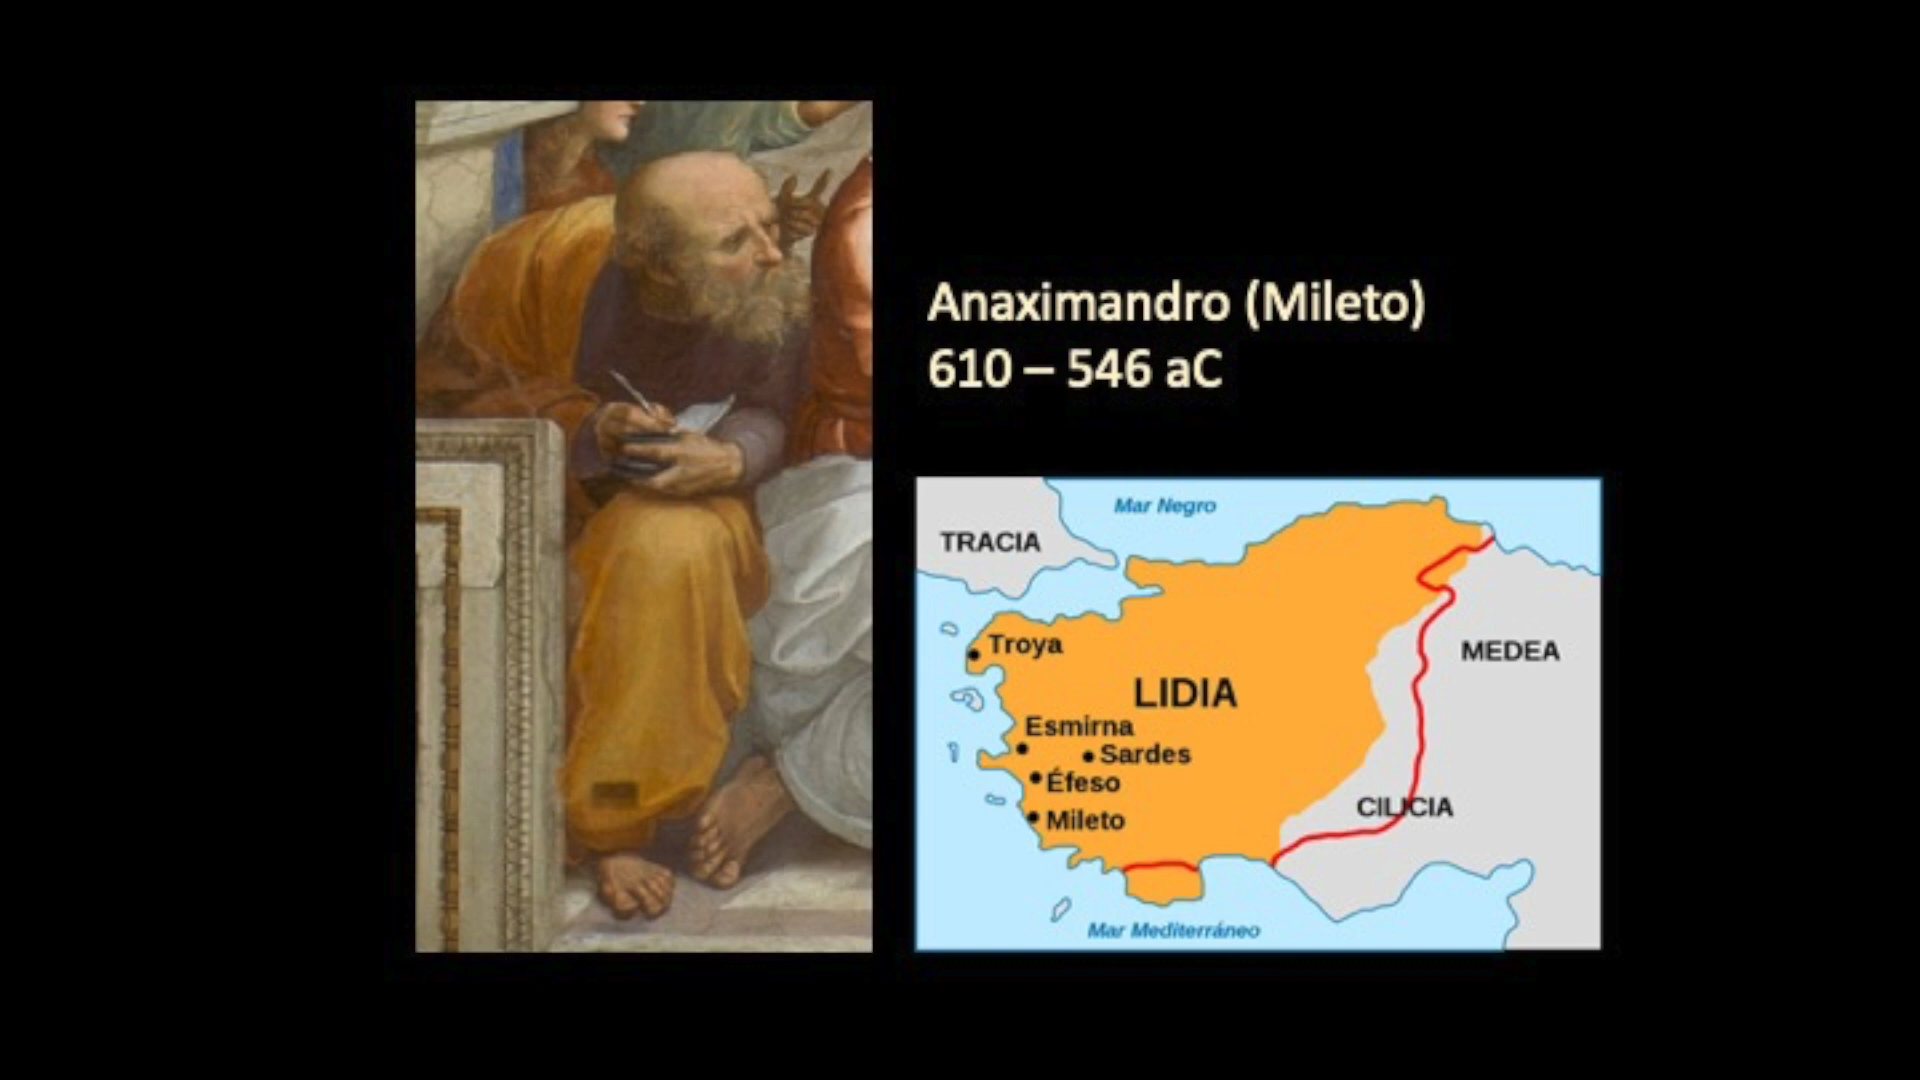 Anaximandro (Mileto)
610 – 546 aC
Mar Negro
TRACIA
MEDEA
Troya
LIDIA
Esmirna
Sardes
Éfeso
CILICIA
Mileto
Mar Mediterráneo